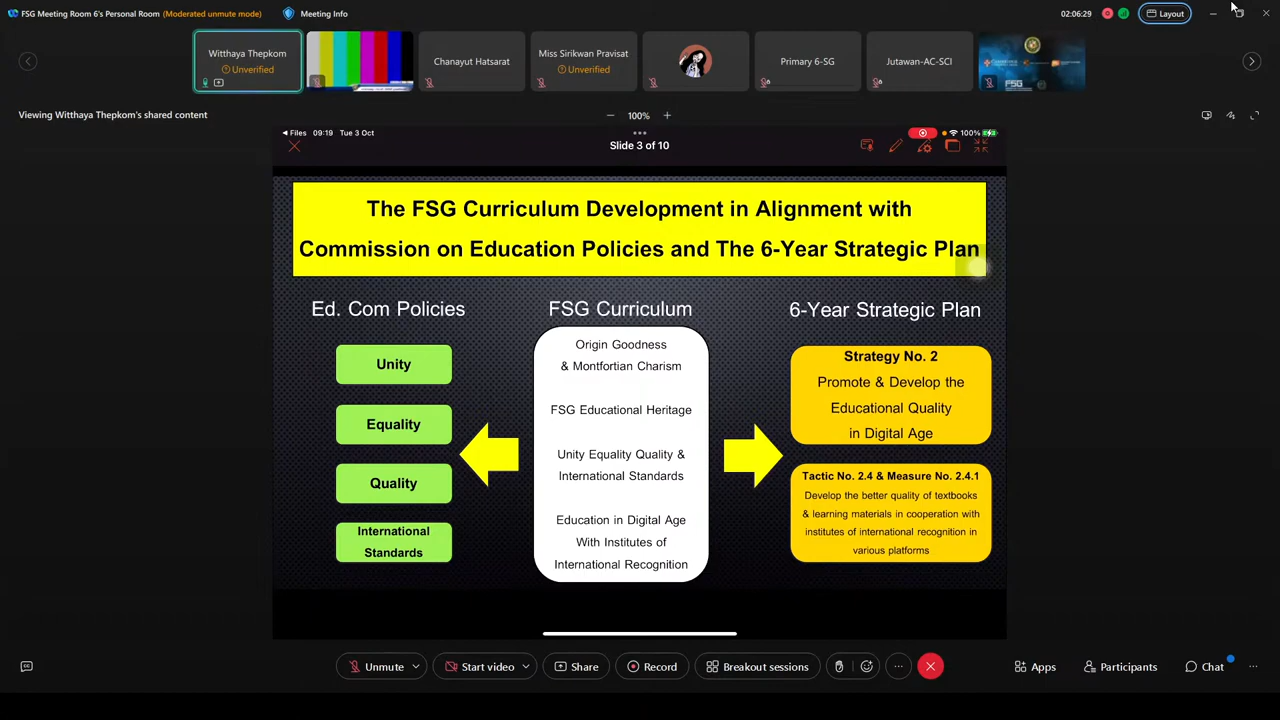 FSG Meeting Room 6's Personal Room (Moderated unmute mode)
Meeting Info
02:06:29
Layout
Witthaya Thepkom
Unverified
Chanayut Hatsarat
Miss Sirikwan Pravisat
Unverified
Primary 6-SG
Jutawan-AC-SCI
FSG
Viewing Witthaya Thepkom's shared content
100%
Files 09:19 Tue 3 Oct
100%
Slide 3 of 10
The FSG Curriculum Development in Alignment with
Commission on Education Policies and The 6-Year Strategic Plan
Ed. Com Policies
Unity
Equality
Quality
International
Standards
FSG Curriculum
Origin Goodness
& Montfortian Charism
FSG Educational Heritage
Unity Equality Quality &
International Standards
Education in Digital Age
With Institutes of
International Recognition
6-Year Strategic Plan
Strategy No. 2
Promote & Develop the
Educational Quality
in Digital Age
Tactic No. 2.4 & Measure No. 2.4.1
Develop the better quality of textbooks
& learning materials in cooperation with
institutes of international recognition in
various platforms
Unmute
Start video
Share
Record
Breakout sessions
Apps
Participants
Chat